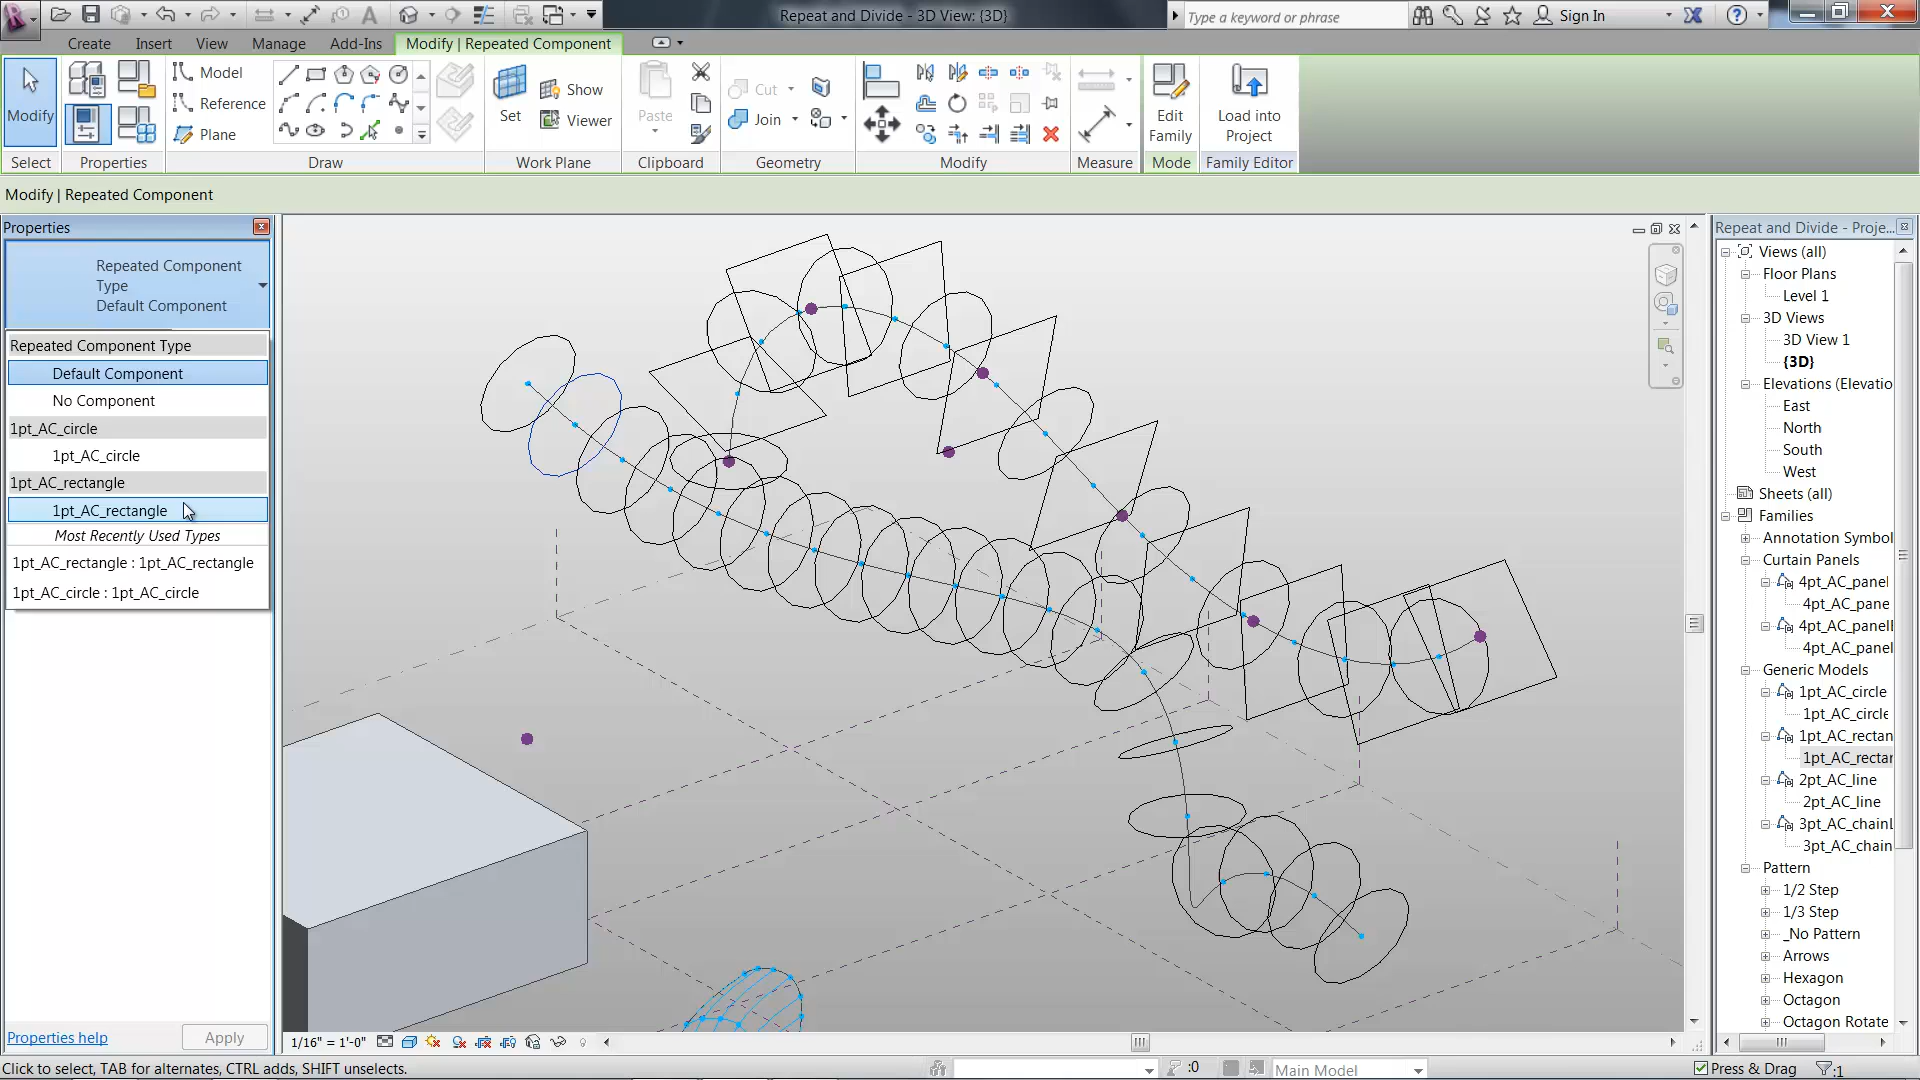 Repeat and Divide - 3D View: {3D}
Type a keyword or phrase
Sign In
Create
Insert
View
Manage
Add-Ins
Modify | Repeated Component
Modify
Model
Reference
Plane
Set
Show
Viewer
Paste
Cut
Join
Edit
Family
Load into
Project
Select
Properties
Draw
Work Plane
Clipboard
Geometry
Modify
Measure
Mode
Family Editor
Modify | Repeated Component
Properties
Repeated Component
Type
Default Component
Repeated Component Type
Default Component
No Component
1pt_AC_circle
1pt_AC_circle
1pt_AC_rectangle
1pt_AC_rectangle
Most Recently Used Types
1pt_AC_rectangle : 1pt_AC_rectangle
1pt_AC_circle : 1pt_AC_circle
Properties help
Apply
1/16" = 1'-0"
Repeat and Divide - Proje...
Views (all)
Floor Plans
Level 1
3D Views
3D View 1
{3D}
Elevations (Elevatio
East
North
South
West
Sheets (all)
Families
Annotation Symbol
Curtain Panels
4pt_AC_panel
4pt_AC_pane
4pt_AC_panelB
4pt_AC_panel
Generic Models
1pt_AC_circle
1pt_AC_circle
1pt_AC_rectan
1pt_AC_rectan
2pt_AC_line
2pt_AC_line
3pt_AC_chainL
3pt_AC_chain
Pattern
1/2 Step
1/3 Step
_No Pattern
Arrows
Hexagon
Octagon
Octagon Rotate
Click to select, TAB for alternates, CTRL adds, SHIFT unselects.
:0
Main Model
Press & Drag
:1